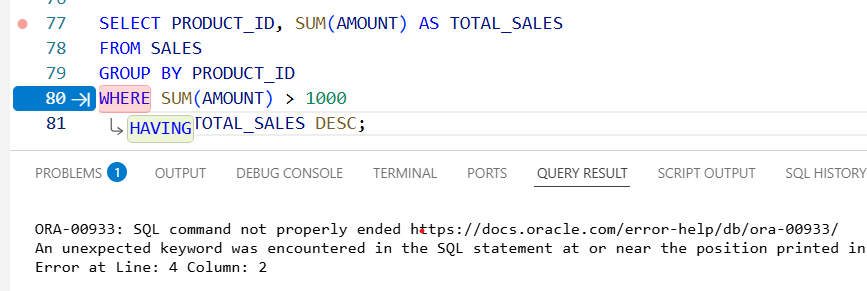 77 SELECT PRODUCT_ID, SUM(AMOUNT) AS TOTAL_SALES
78 FROM SALES
79 GROUP BY PRODUCT_ID
80 WHERE SUM(AMOUNT) > 1000
81 HAVING TOTAL_SALES DESC;
PROBLEMS 1 OUTPUT DEBUG CONSOLE TERMINAL PORTS QUERY RESULT SCRIPT OUTPUT SQL HISTORY
ORA-00933: SQL command not properly ended https://docs.oracle.com/error-help/db/ora-00933/
An unexpected keyword was encountered in the SQL statement at or near the position printed in
Error at Line: 4 Column: 2